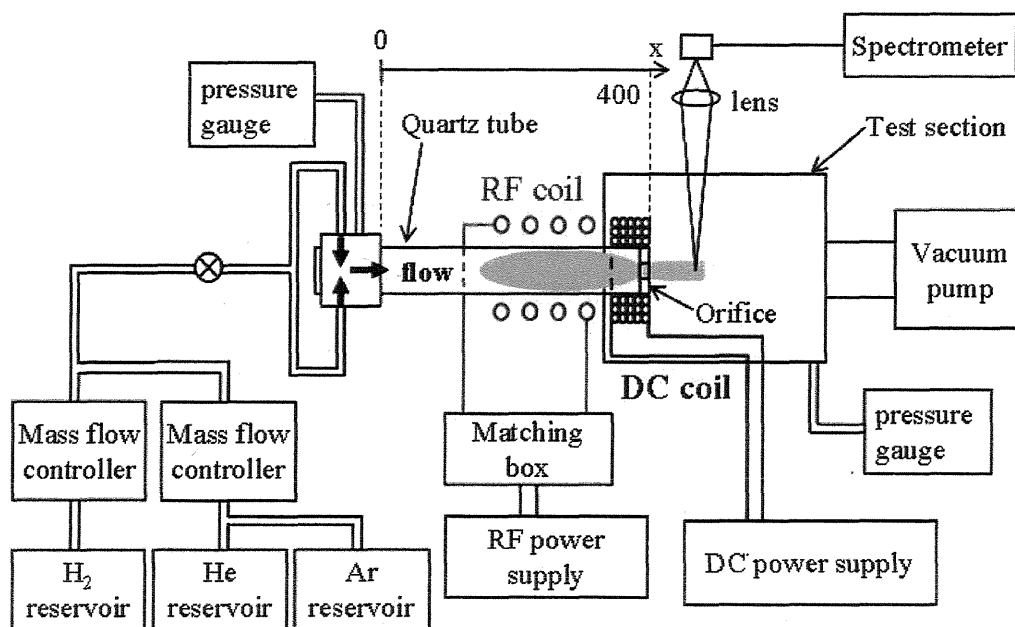 0
x
400
Spectrometer
lens
pressure
gauge
Quartz tube
Test section
RF coil
flow
Vacuum
pump
Orifice
DC coil
Mass flow
controller
Mass flow
controller
Matching
box
pressure
gauge
H₂
reservoir
He
reservoir
Ar
reservoir
RF power
supply
DC power supply